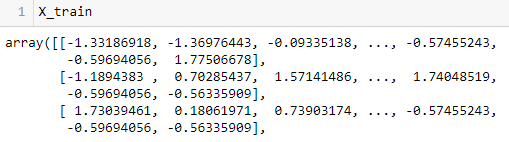 1 X_train
array([[-1.33186918, -1.36976443, -0.09335138, ..., -0.57455243,
-0.59694056, 1.77506678],
[-1.1894383 , 0.70285437, 1.57141486, ..., 1.74048519,
-0.59694056, -0.56335909],
[ 1.73039461, 0.18061971, 0.73903174, ..., -0.57455243,
-0.59694056, -0.56335909],